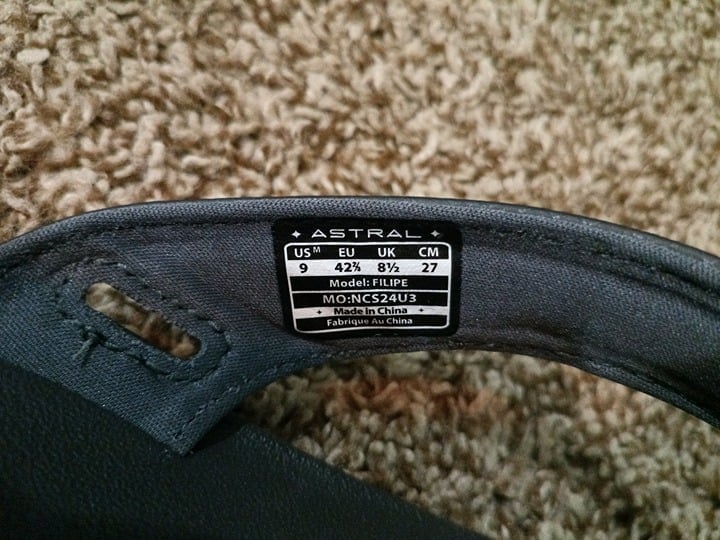 ✦ ASTRAL ✦
US M EU UK CM
9 42⅔ 8½ 27
Model: FILIPE
MO:NCS24U3
✦ Made in China ✦
Fabrique Au China